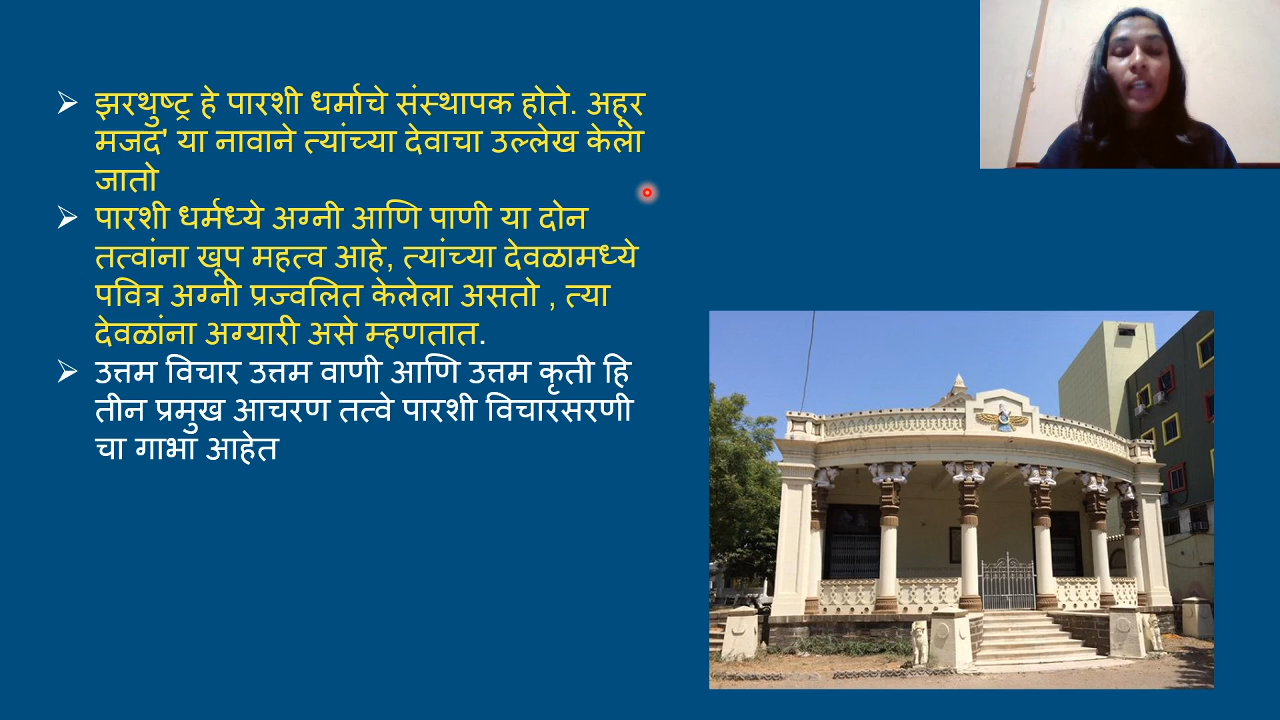 ➢ झरथुष्ट्र हे पारशी धर्माचे संस्थापक होते. अहूर
मजद' या नावाने त्यांच्या देवाचा उल्लेख केला
जातो
➢ पारशी धर्मध्ये अग्नी आणि पाणी या दोन
तत्वांना खूप महत्व आहे, त्यांच्या देवळामध्ये
पवित्र अग्नी प्रज्वलित केलेला असतो , त्या
देवळांना अग्यारी असे म्हणतात.
➢ उत्तम विचार उत्तम वाणी आणि उत्तम कृती हि
तीन प्रमुख आचरण तत्वे पारशी विचारसरणी
चा गाभा आहेत